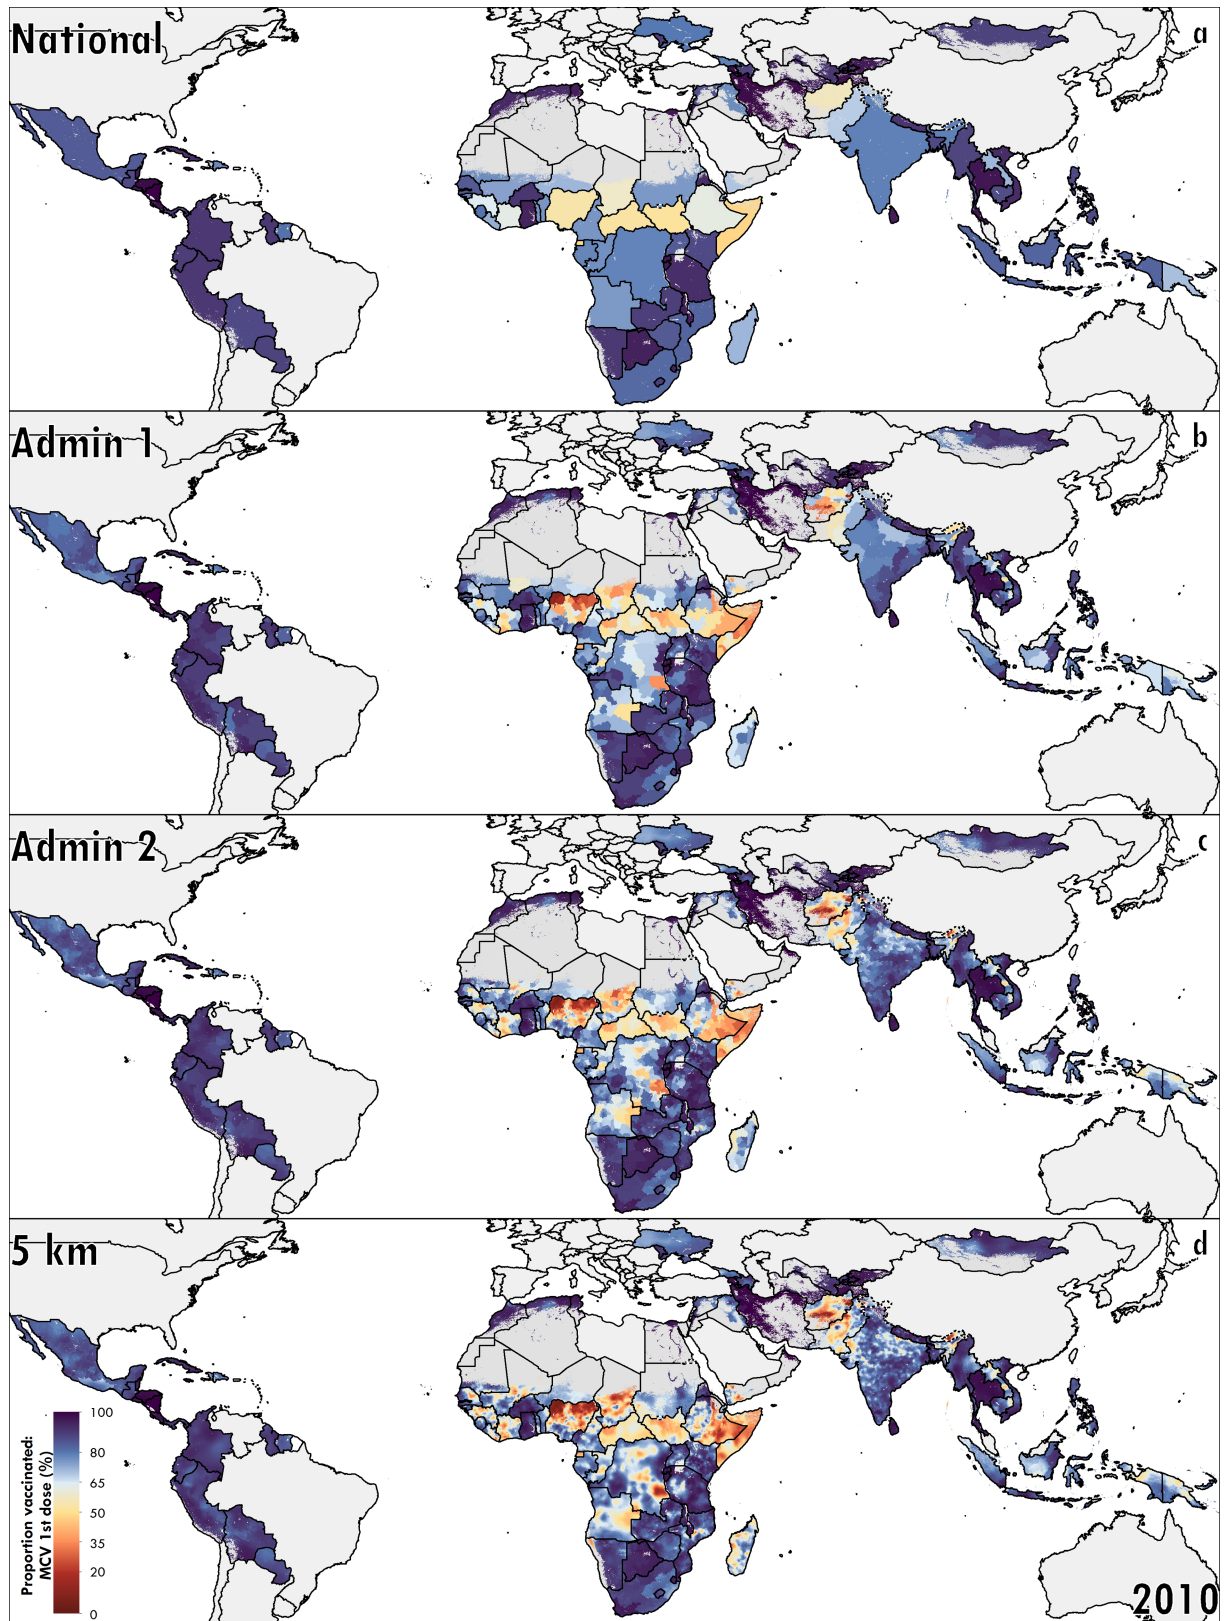 National
a
Admin 1
b
Admin 2
c
5 km
d
Proportion vaccinated:
MCV 1st dose (%)
100
80
65
50
35
20
0
2010